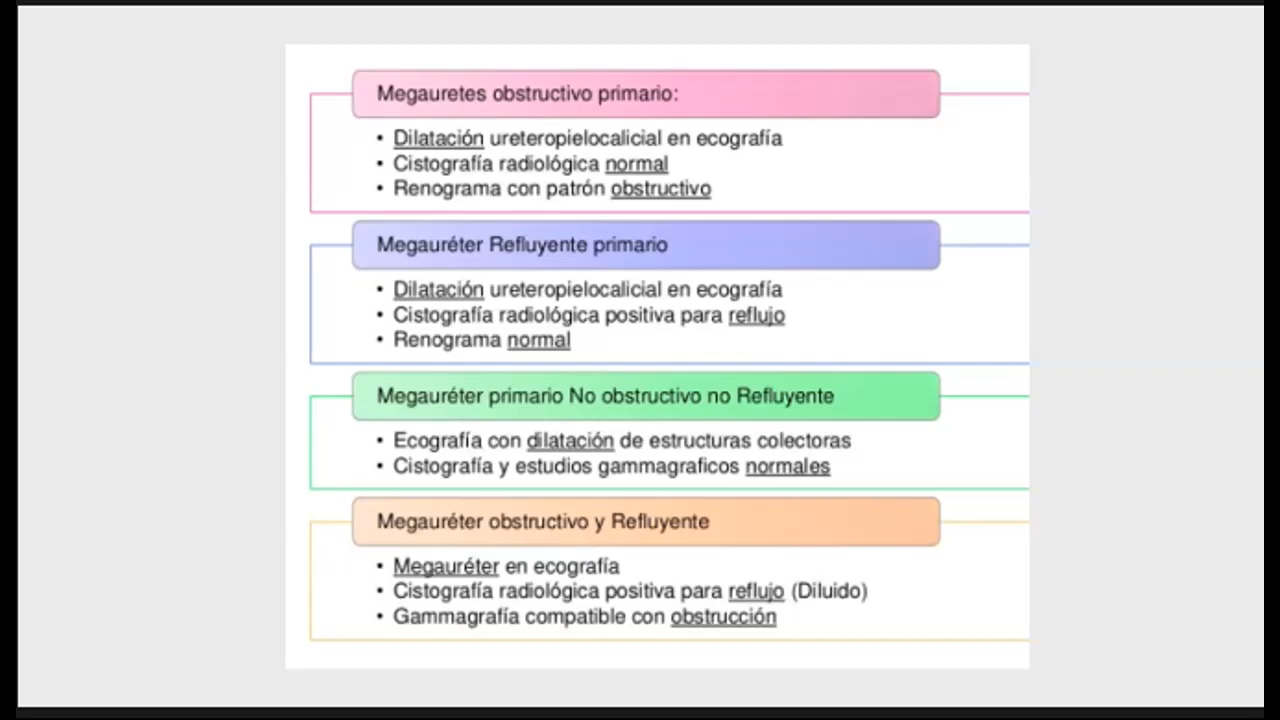 Megauretes obstructivo primario:
• Dilatación ureteropielocalicial en ecografía
• Cistografía radiológica normal
• Renograma con patrón obstructivo
Megauréter Refluyente primario
• Dilatación ureteropielocalicial en ecografía
• Cistografía radiológica positiva para reflujo
• Renograma normal
Megauréter primario No obstructivo no Refluyente
• Ecografía con dilatación de estructuras colectoras
• Cistografía y estudios gammagraficos normales
Megauréter obstructivo y Refluyente
• Megauréter en ecografía
• Cistografía radiológica positiva para reflujo (Diluido)
• Gammagrafía compatible con obstrucción